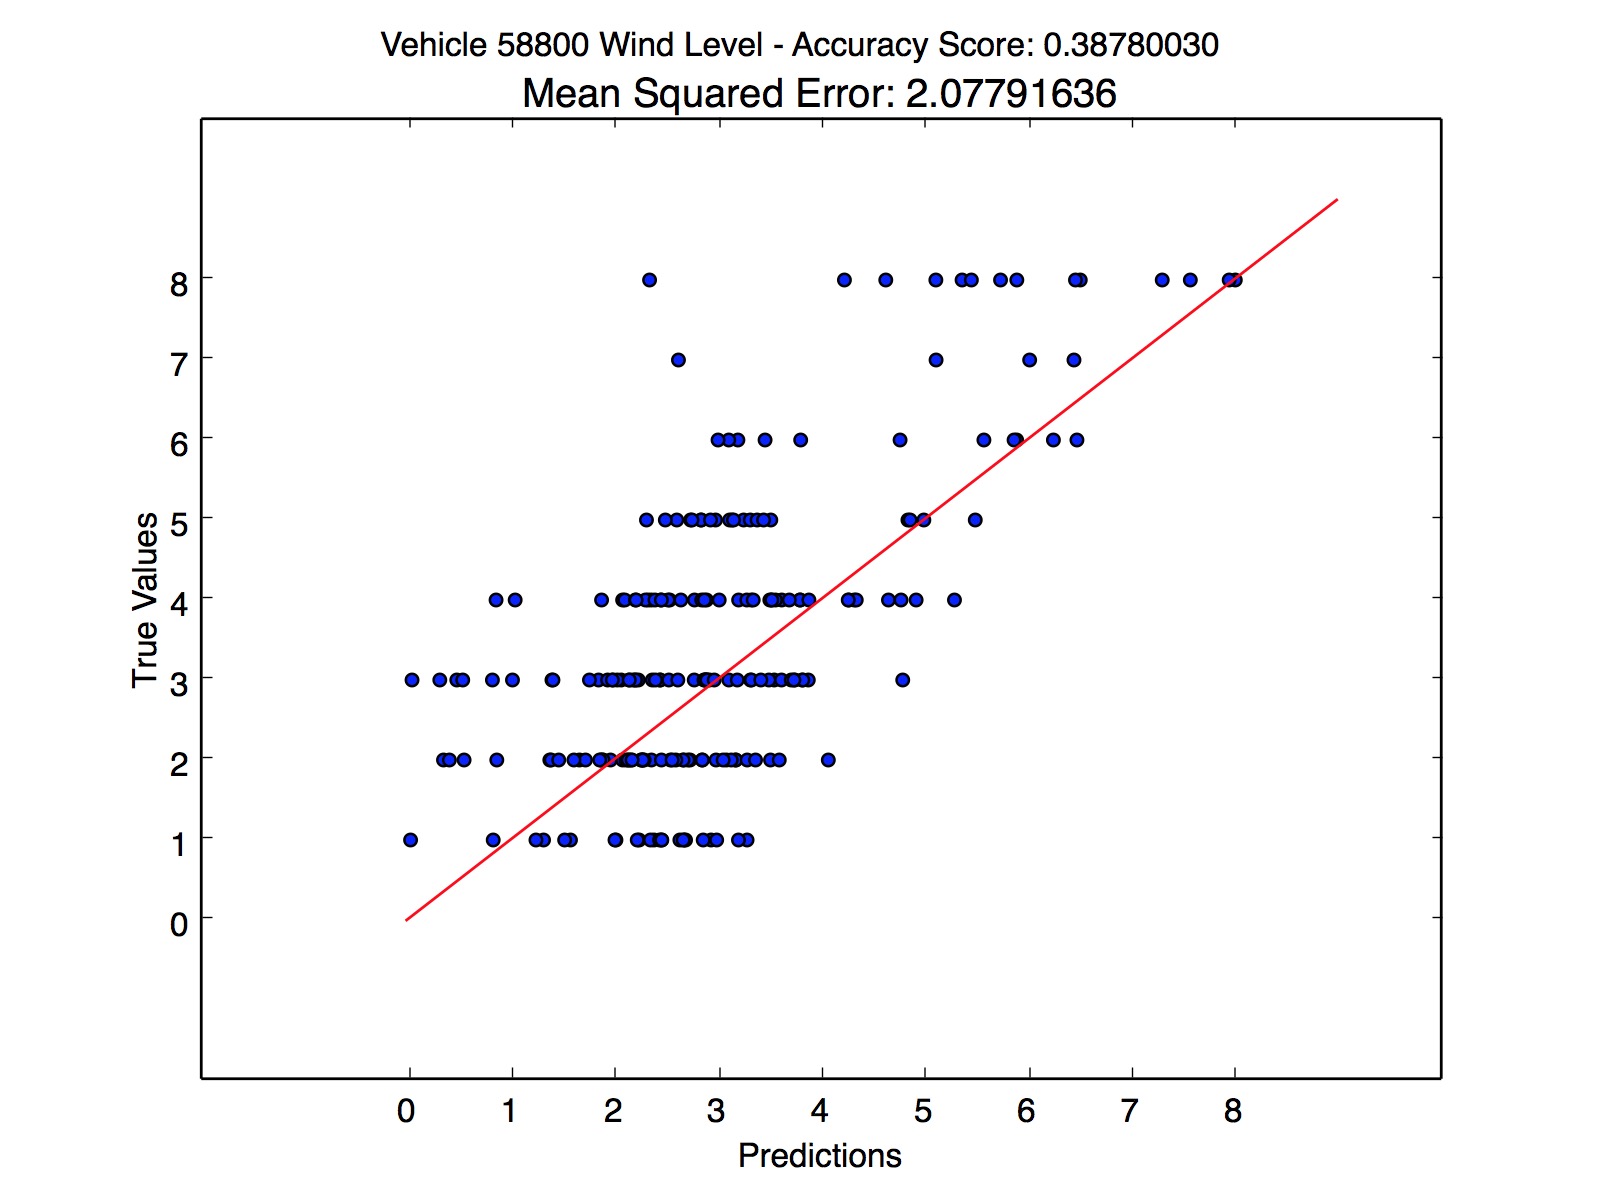 Vehicle 58800 Wind Level - Accuracy Score: 0.38780030
Mean Squared Error: 2.07791636
8
7
6
5
4
3
2
1
0
True Values
0 1 2 3 4 5 6 7 8
Predictions